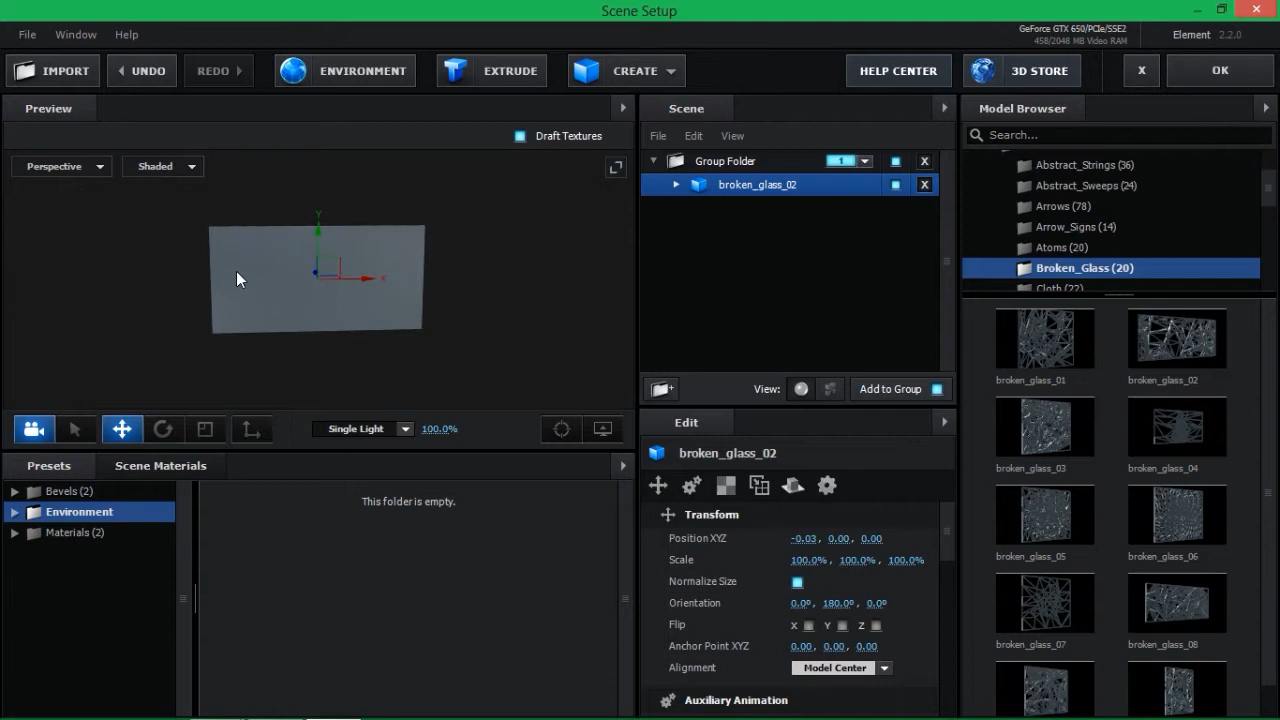 Scene Setup
File Window Help
GeForce GTX 650/PCIe/SSE2
458/2048 MB Video RAM
Element 2.2.0
IMPORT UNDO REDO ENVIRONMENT EXTRUDE CREATE HELP CENTER 3D STORE X OK
Preview
Draft Textures
Perspective Shaded
Y
X
Single Light 100.0%
Presets Scene Materials
Bevels (2)
Environment
Materials (2)
This folder is empty.
Scene
File Edit View
Group Folder 1 X
broken_glass_02 X
View: Add to Group
Edit
broken_glass_02
Transform
Position XYZ -0.03, 0.00, 0.00
Scale 100.0%, 100.0%, 100.0%
Normalize Size
Orientation 0.0º, 180.0º, 0.0º
Flip X Y Z
Anchor Point XYZ 0.00, 0.00, 0.00
Alignment Model Center
Auxiliary Animation
Model Browser
Search...
Abstract_Strings (36)
Abstract_Sweeps (24)
Arrows (78)
Arrow_Signs (14)
Atoms (20)
Broken_Glass (20)
Cloth (22)
broken_glass_01 broken_glass_02
broken_glass_03 broken_glass_04
broken_glass_05 broken_glass_06
broken_glass_07 broken_glass_08